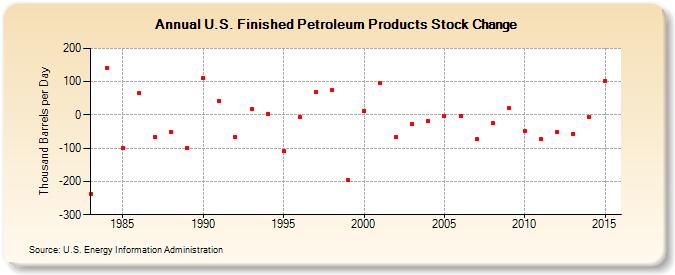 Annual U.S. Finished Petroleum Products Stock Change
Thousand Barrels per Day
200
100
0
-100
-200
-300
1985 1990 1995 2000 2005 2010 2015
Source: U.S. Energy Information Administration